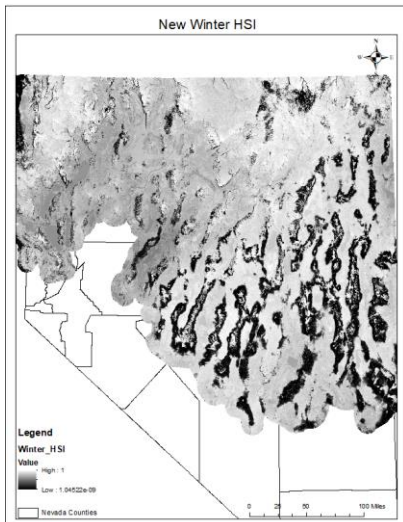 New Winter HSI
N
W E
S
Legend
Winter_HSI
Value
High : 1
Low : 1.04522e-09
Nevada Counties
0 25 50 100 Miles